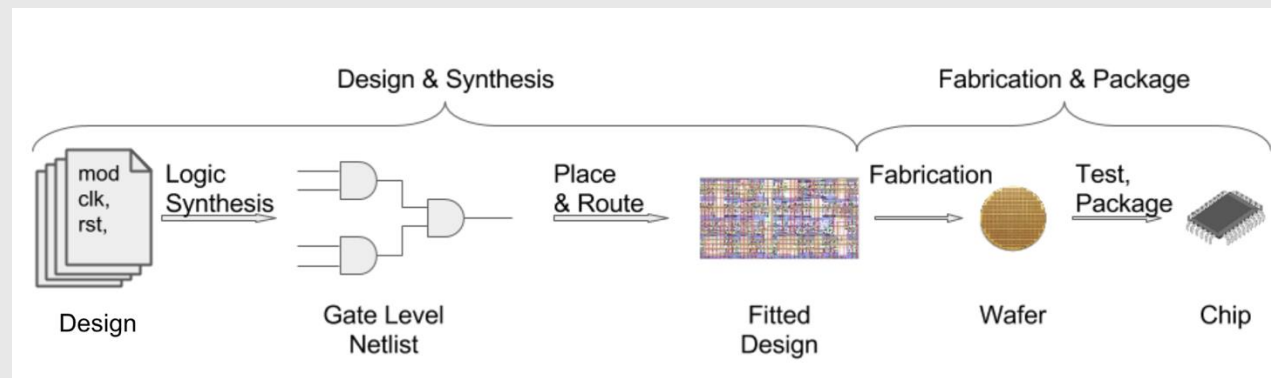 Design & Synthesis
Fabrication & Package
mod
clk,
rst,
Logic
Synthesis
Place
& Route
Fabrication
Test,
Package
Design
Gate Level
Netlist
Fitted
Design
Wafer
Chip